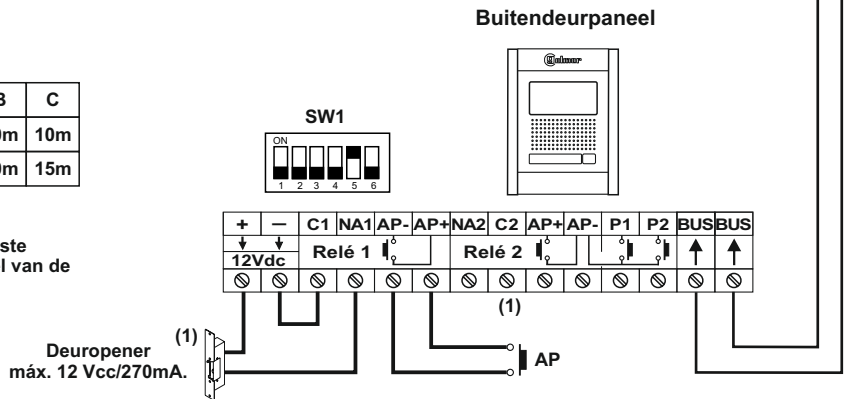 Buitendeurpaneel
Golmar
C
m 10m
m 15m
SW1
ON
1 2 3 4 5 6
ste
van de
+ − C1 NA1 AP- AP+ NA2 C2 AP+ AP- P1 P2 BUS BUS
12Vdc Relé 1 Relé 2
(1)
(1)
Deuropener
máx. 12 Vcc/270mA.
AP